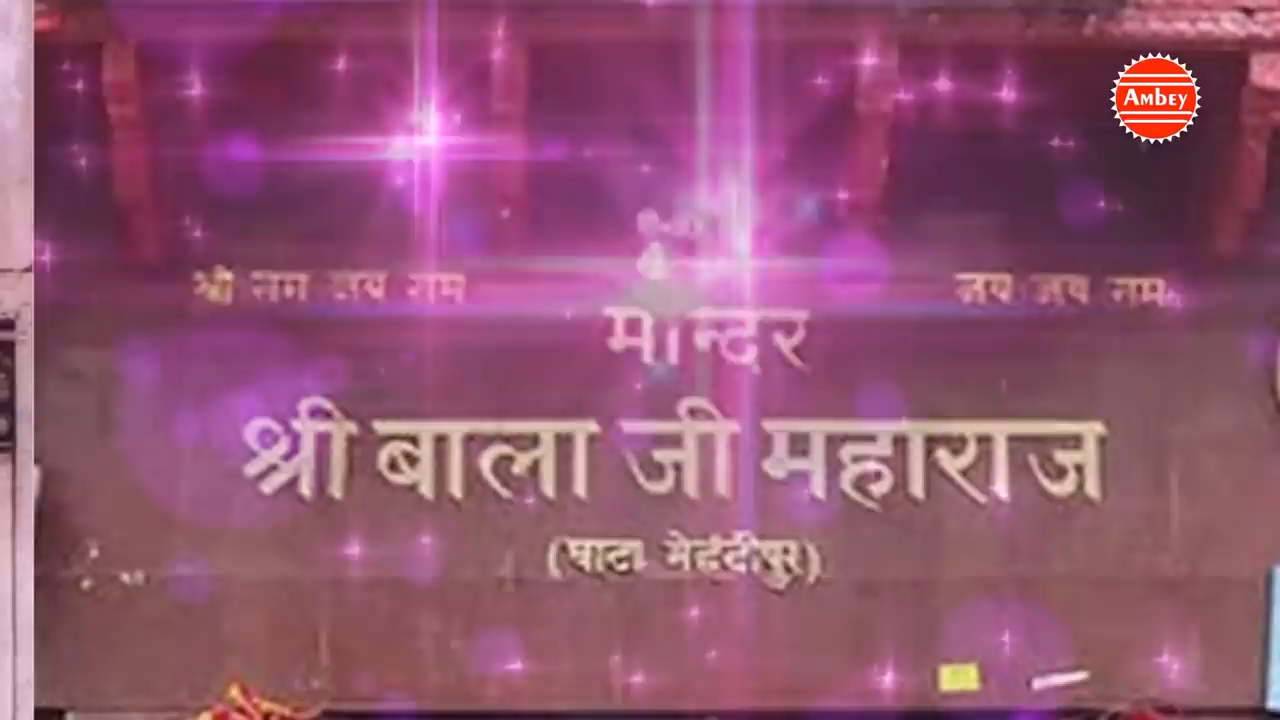 AMBEY
श्री राम जय राम
जय जय राम
मन्दिर
श्री बाला जी महाराज
(घाटा मेहंदीपुर)